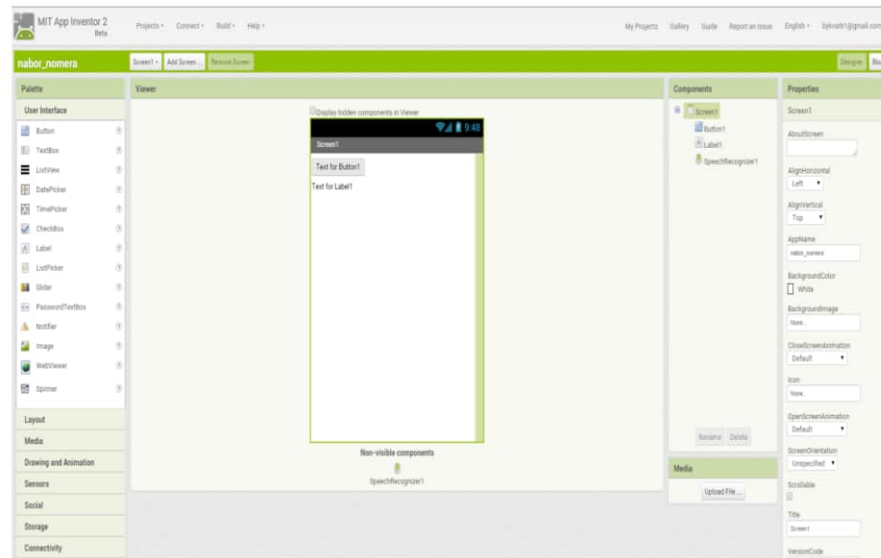 MIT App Inventor 2
Beta
Projects Connect Build Help
My Projects Gallery Guide Report an Issue English
nabor_nomera
Screen1 Add Screen... Remove Screen
Designer
Palette
User Interface
Button
TextBox
ListView
DatePicker
TimePicker
CheckBox
Label
ListPicker
Slider
PasswordTextBox
Notifier
Image
WebViewer
Spinner
Layout
Media
Drawing and Animation
Sensors
Social
Storage
Connectivity
Viewer
Display hidden components in Viewer
9:48
Screen1
Text for Button1
Text for Label1
Non-visible components
SpeechRecognizer1
Components
Screen1
Button1
Label1
SpeechRecognizer1
Rename Delete
Media
Upload File ...
Properties
Screen1
AboutScreen
AlignHorizontal
Left
AlignVertical
Top
AppName
nabor_nomera
BackgroundColor
White
BackgroundImage
None...
CloseScreenAnimation
Default
Icon
None...
OpenScreenAnimation
Default
ScreenOrientation
Unspecified
Scrollable
Title
Screen1
VersionCode